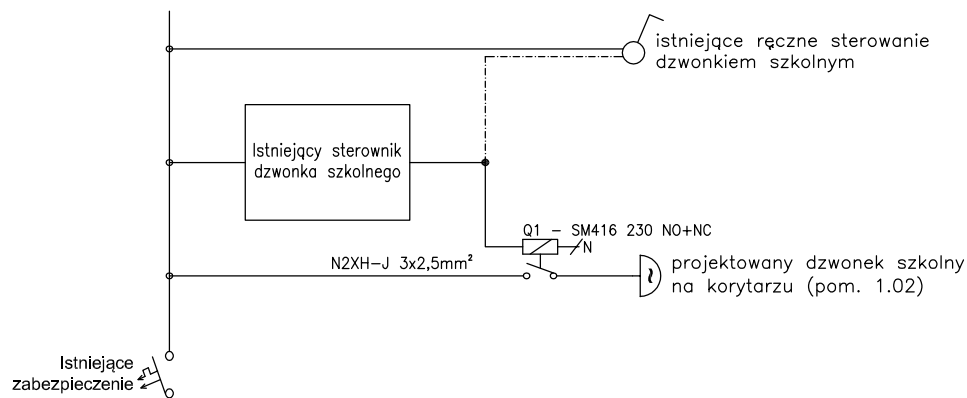 istniejące ręczne sterowanie
dzwonkiem szkolnym
Istniejący sterownik
dzwonka szkolnego
Q1 - SM416 230 NO+NC
N
N2XH-J 3x2,5mm²
projektowany dzwonek szkolny
na korytarzu (pom. 1.02)
Istniejące
zabezpieczenie